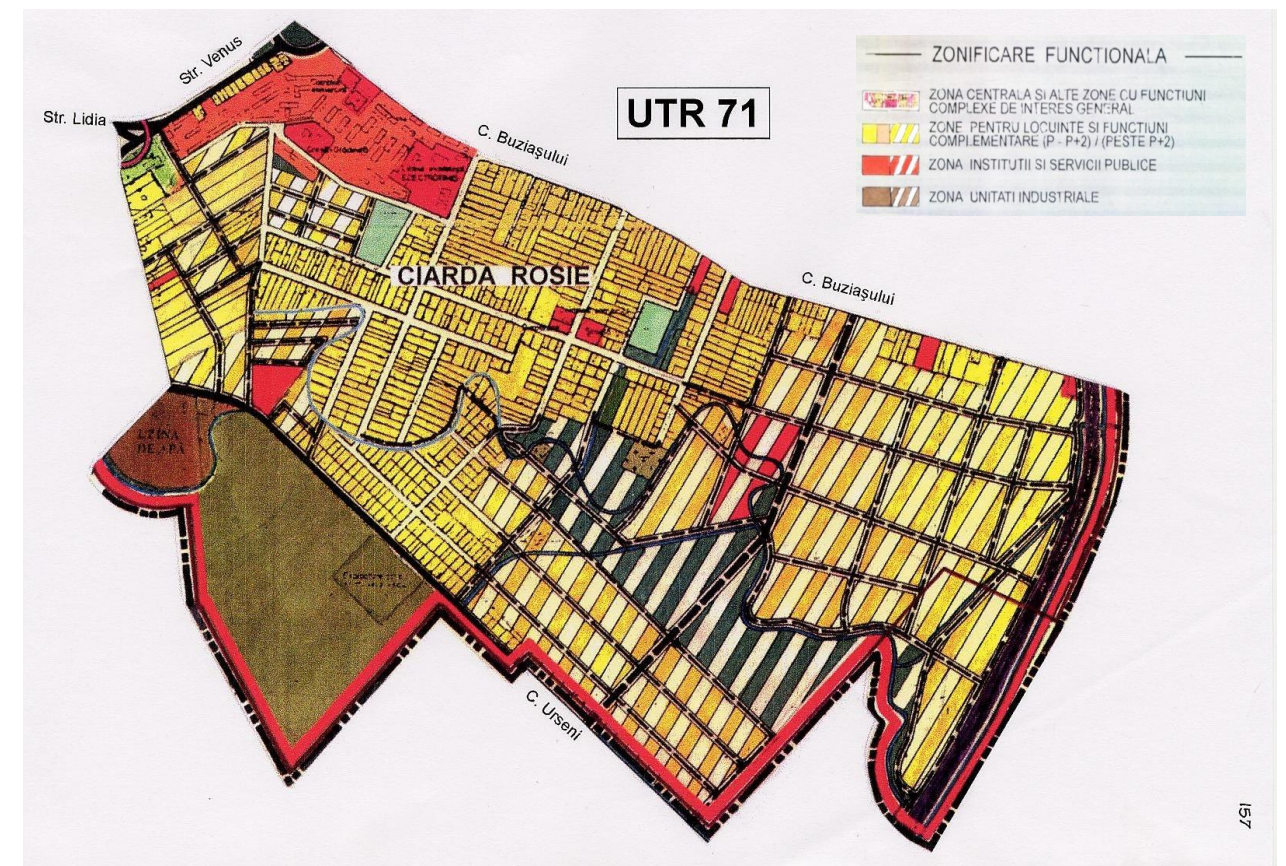 Str. Venus
Str. Lidia
C. Buziaşului
UTR 71
ZONIFICARE FUNCTIONALA
ZONA CENTRALA SI ALTE ZONE CU FUNCTIUNI
COMPLEXE DE INTERES GENERAL
ZONE PENTRU LOCUINTE SI FUNCTIUNI
COMPLEMENTARE (P - P+2) / (PESTE P+2)
ZONA INSTITUTII SI SERVICII PUBLICE
ZONA UNITATI INDUSTRIALE
CIARDA ROSIE
C. Buziaşului
UZINA
DE APA
C. Urseni
157